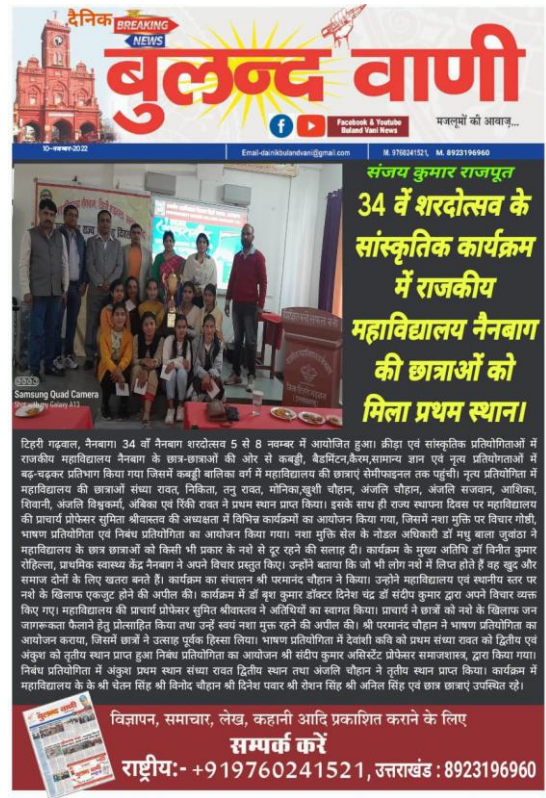 दैनिक BREAKING
NEWS
बुलन्द वाणी
Facebook & Youtube
Buland Vani News
मजलूमों की आवाज़...
10-नवम्बर-2022
Email-dainikbulandvani@gmail.com
M. 9760241521, M. 8923196960
संजय कुमार राजपूत
34 वें शरदोत्सव के
सांस्कृतिक कार्यक्रम
में राजकीय
महाविद्यालय नैनबाग
की छात्राओं को
मिला प्रथम स्थान।
Samsung Quad Camera
Shot with my Galaxy A13
टिहरी गढ़वाल, नैनबाग। 34 वाँ नैनबाग शरदोत्सव 5 से 8 नवम्बर में आयोजित हुआ। क्रीड़ा एवं सांस्कृतिक प्रतियोगिताओं में
राजकीय महाविद्यालय नैनबाग के छात्र-छात्राओं की ओर से कबड्डी, बैडमिंटन,कैरम,सामान्य ज्ञान एवं नृत्य प्रतियोगिताओं में
बढ़-चढ़कर प्रतिभाग किया गया जिसमें कबड्डी बालिका वर्ग में महाविद्यालय की छात्राएं सेमीफाइनल तक पहुंची। नृत्य प्रतियोगिता में
महाविद्यालय की छात्राओं संध्या रावत, निकिता, तनु रावत, मोनिका,खुशी चौहान, अंजलि चौहान, अंजलि सजवान, आशिका,
शिवानी, अंजलि विश्वकर्मा, अंबिका एवं रिंकी रावत ने प्रथम स्थान प्राप्त किया। इसके साथ ही राज्य स्थापना दिवस पर महाविद्यालय
की प्राचार्य प्रोफेसर सुमिता श्रीवास्तव की अध्यक्षता में विभिन्न कार्यक्रमों का आयोजन किया गया, जिसमें नशा मुक्ति पर विचार गोष्ठी,
भाषण प्रतियोगिता एवं निबंध प्रतियोगिता का आयोजन किया गया। नशा मुक्ति सेल के नोडल अधिकारी डॉ मधु बाला जुवांठा ने
महाविद्यालय के छात्र छात्राओं को किसी भी प्रकार के नशे से दूर रहने की सलाह दी। कार्यक्रम के मुख्य अतिथि डॉ विनीत कुमार
रोहिल्ला, प्राथमिक स्वास्थ्य केंद्र नैनबाग ने अपने विचार प्रस्तुत किए। उन्होंने बताया कि जो भी लोग नशे में लिप्त होते हैं वह खुद और
समाज दोनों के लिए खतरा बनते हैं। कार्यक्रम का संचालन श्री परमानंद चौहान ने किया। उन्होंने महाविद्यालय एवं स्थानीय स्तर पर
नशे के खिलाफ एकजुट होने की अपील की। कार्यक्रम में डॉ बृश कुमार डॉक्टर दिनेश चंद्र डॉ संदीप कुमार द्वारा अपने विचार व्यक्त
किए गए। महाविद्यालय की प्राचार्य प्रोफेसर सुमित श्रीवास्तव ने अतिथियों का स्वागत किया। प्राचार्य ने छात्रों को नशे के खिलाफ जन
जागरूकता फैलाने हेतु प्रोत्साहित किया तथा उन्हें स्वयं नशा मुक्त रहने की अपील की। श्री परमानंद चौहान ने भाषण प्रतियोगिता का
आयोजन कराया, जिसमें छात्रों ने उत्साह पूर्वक हिस्सा लिया। भाषण प्रतियोगिता में देवांशी कवि को प्रथम संध्या रावत को द्वितीय एवं
अंकुश को तृतीय स्थान प्राप्त हुआ निबंध प्रतियोगिता का आयोजन श्री संदीप कुमार असिस्टेंट प्रोफेसर समाजशास्त्र, द्वारा किया गया।
निबंध प्रतियोगिता में अंकुश प्रथम स्थान संध्या रावत द्वितीय स्थान तथा अंजलि चौहान ने तृतीय स्थान प्राप्त किया। कार्यक्रम में
महाविद्यालय के के श्री चेतन सिंह श्री विनोद चौहान श्री दिनेश पवार श्री रोशन सिंह श्री अनिल सिंह एवं छात्र छात्राएं उपस्थित रहे।
बुलन्द वाणी
विज्ञापन, समाचार, लेख, कहानी आदि प्रकाशित कराने के लिए
सम्पर्क करें
राष्ट्रीय:- +919760241521, उत्तराखंड : 8923196960